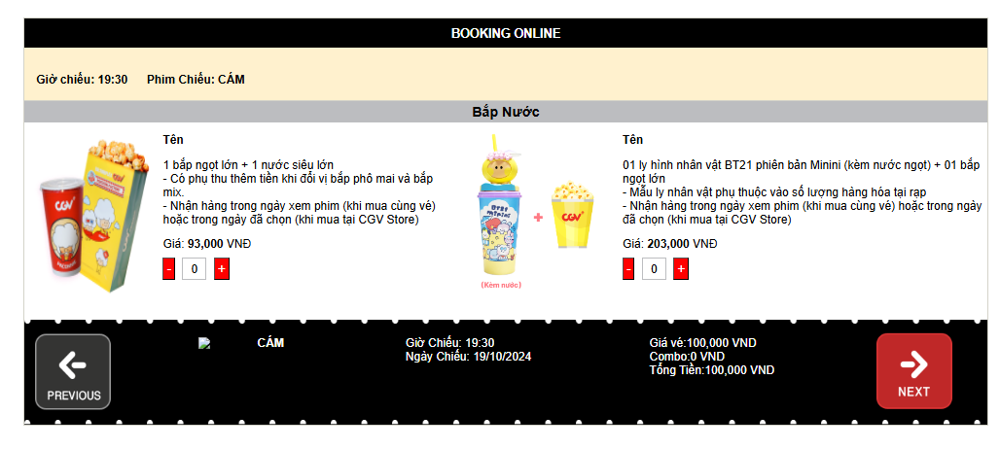 BOOKING ONLINE
Giờ chiếu: 19:30 Phim Chiếu: CÁM
Bắp Nước
Tên
1 bắp ngọt lớn + 1 nước siêu lớn
- Có phụ thu thêm tiền khi đổi vị bắp phô mai và bắp
mix.
- Nhận hàng trong ngày xem phim (khi mua cùng vé)
hoặc trong ngày đã chọn (khi mua tại CGV Store)
Giá: 93,000 VNĐ
- 0 +
CGV
BT21
minini
+
CGV
(Kèm nước)
Tên
01 ly hình nhân vật BT21 phiên bản Minini (kèm nước ngọt) + 01 bắp
ngọt lớn
- Mẫu ly nhân vật phụ thuộc vào số lượng hàng hóa tại rạp
- Nhận hàng trong ngày xem phim (khi mua cùng vé) hoặc trong ngày
đã chọn (khi mua tại CGV Store)
Giá: 203,000 VNĐ
- 0 +
PREVIOUS
CÁM
Giờ Chiếu: 19:30
Ngày Chiếu: 19/10/2024
Giá vé:100,000 VND
Combo:0 VND
Tổng Tiền:100,000 VND
NEXT